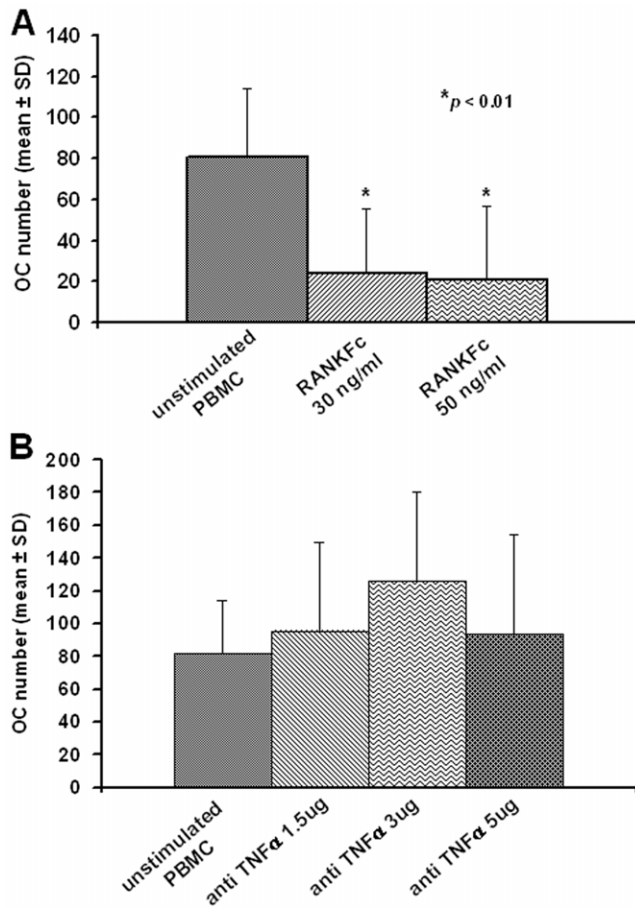 A
OC number (mean ± SD)
140
120
100
80
60
40
20
0
*p < 0.01
*
*
unstimulated
PBMC
RANKFc
30 ng/ml
RANKFc
50 ng/ml
B
OC number (mean ± SD)
200
180
160
140
120
100
80
60
40
20
0
unstimulated
PBMC
anti TNFα 1.5ug
anti TNFα 3ug
anti TNFα 5ug